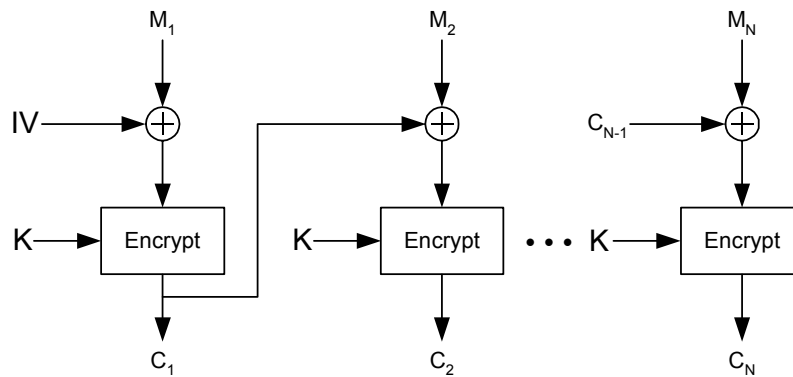 M₁ M₂ Mₙ
IV Cₙ₋₁
K Encrypt K Encrypt • • • K Encrypt
C₁ C₂ Cₙ